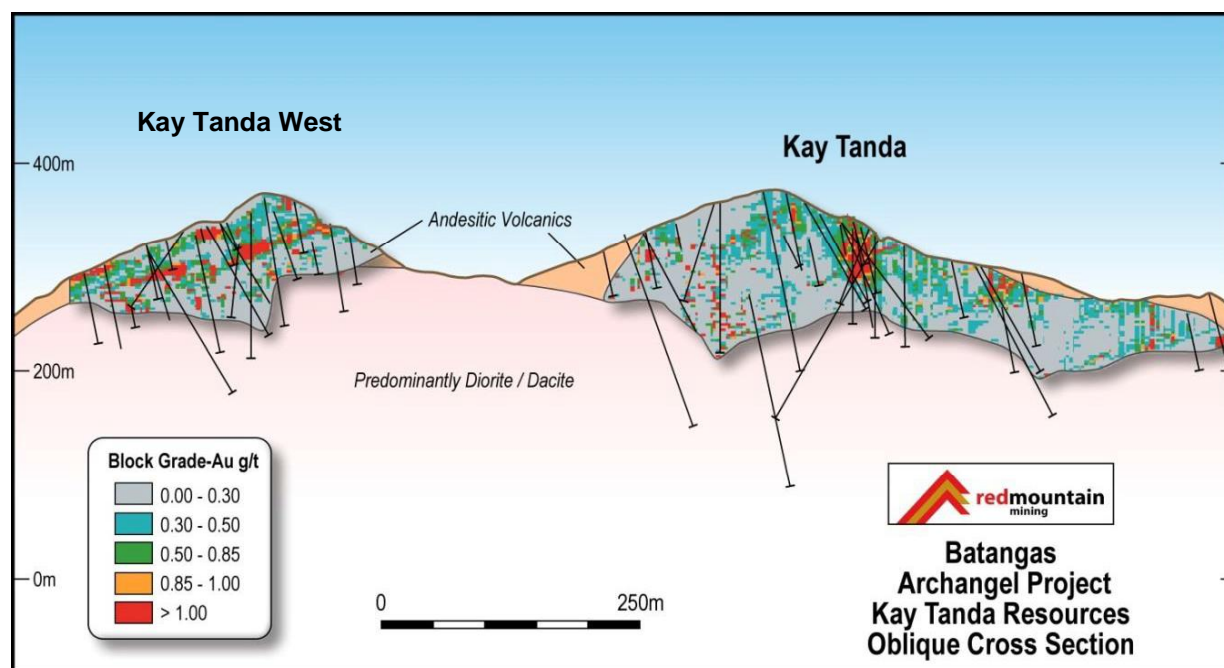 Kay Tanda West
Kay Tanda
400m
Andesitic Volcanics
200m
Predominantly Diorite / Dacite
Block Grade-Au g/t
0.00 - 0.30
0.30 - 0.50
0.50 - 0.85
0.85 - 1.00
> 1.00
0m
0 250m
redmountain
mining
Batangas
Archangel Project
Kay Tanda Resources
Oblique Cross Section